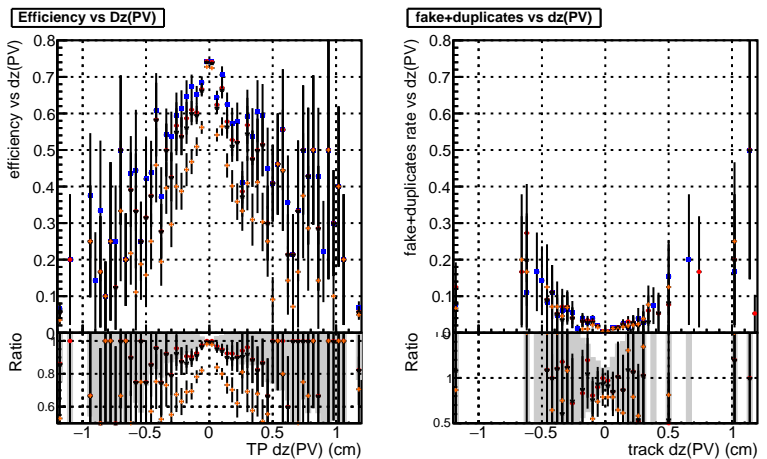 Efficiency vs Dz(PV)
efficiency vs dz(PV)
0.8
0.7
0.6
0.5
0.4
0.3
0.2
0.1
0
Ratio
1
0.8
0.6
−1 −0.5 0 0.5 1
TP dz(PV) (cm)
fake+duplicates vs dz(PV)
fake+duplicates rate vs dz(PV)
0.8
0.7
0.6
0.5
0.4
0.3
0.2
0.1
0
Ratio
1
0.5
−1 −0.5 0 0.5 1
track dz(PV) (cm)